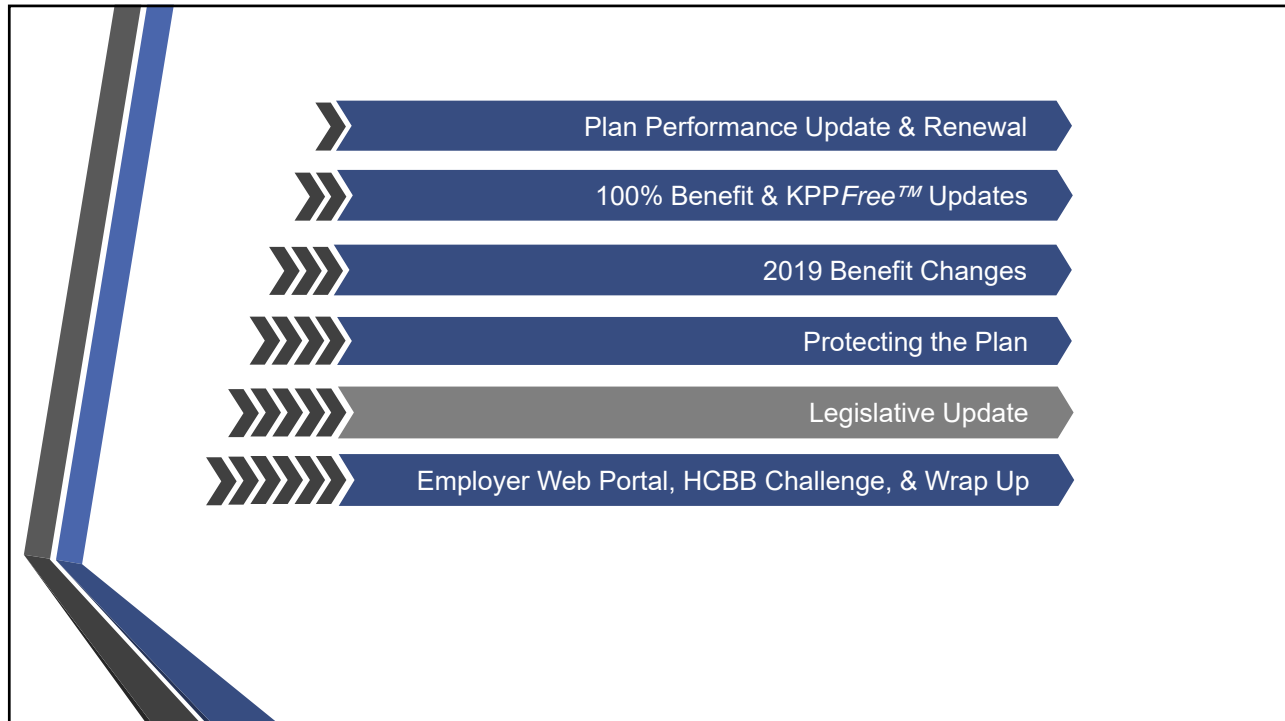 Plan Performance Update & Renewal
100% Benefit & KPPFree™ Updates
2019 Benefit Changes
Protecting the Plan
Legislative Update
Employer Web Portal, HCBB Challenge, & Wrap Up